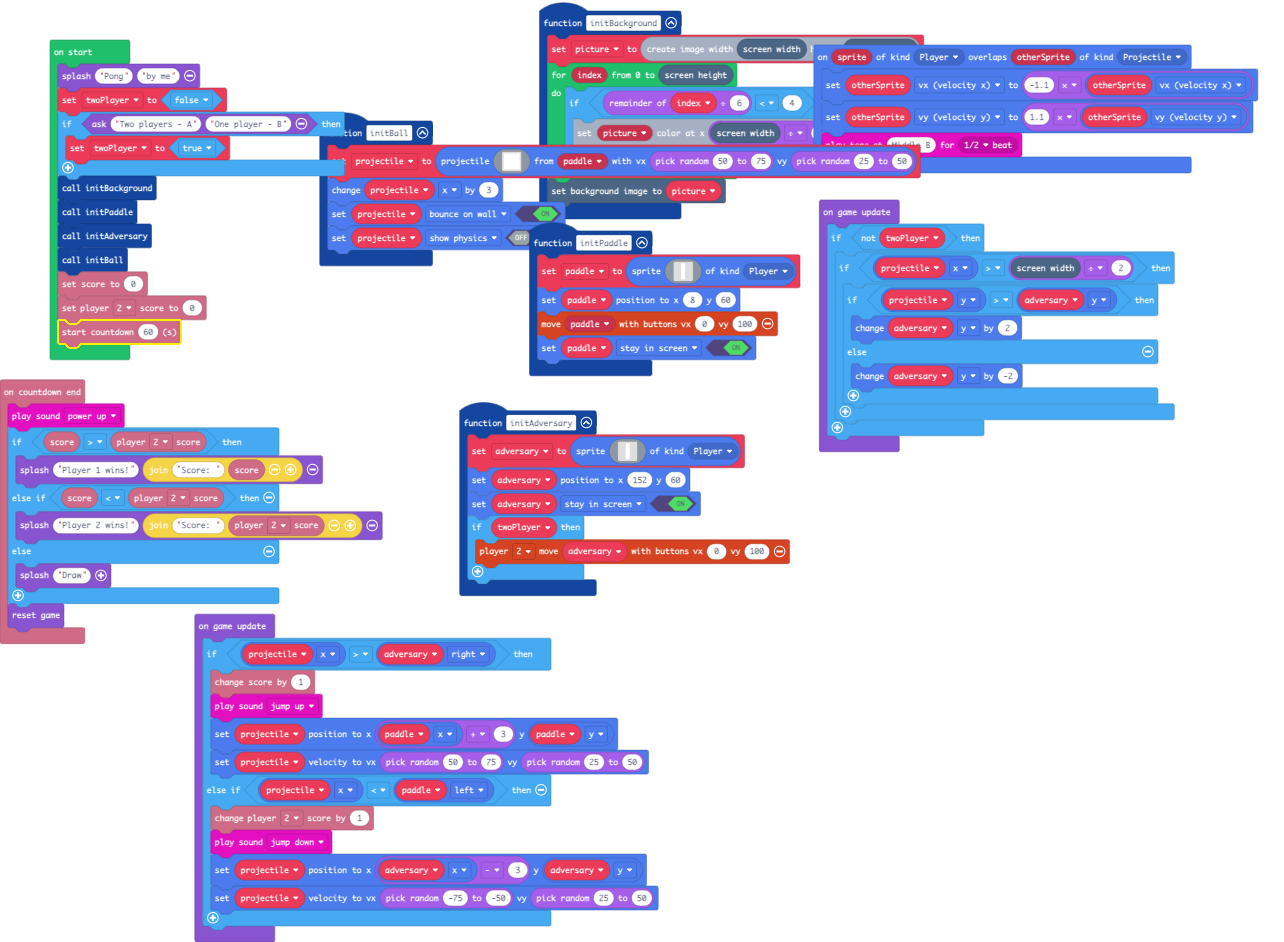 on start
splash "Pong" "by me"
set twoPlayer to false
if ask "Two players - A" "One player - B" then
set twoPlayer to true
call initBackground
call initPaddle
call initAdversary
call initBall
set score to 0
set player 2 score to 0
start countdown 60 (s)
initBall
projectile to projectile from paddle with vx pick random 50 to 75 vy pick random 25 to 50
change projectile x by 3
set projectile bounce on wall ON
set projectile show physics OFF
function initBackground
set picture to create image width screen width
for index from 0 to screen height
do
if remainder of index ÷ 6 < 4
set picture color at x screen width ÷
set background image to picture
on sprite of kind Player overlaps otherSprite of kind Projectile
set otherSprite vx (velocity x) to -1.1 × otherSprite vx (velocity x)
set otherSprite vy (velocity y) to 1.1 × otherSprite vy (velocity y)
play tone at Middle B for 1/2 beat
function initPaddle
set paddle to sprite of kind Player
set paddle position to x 8 y 60
move paddle with buttons vx 0 vy 100
set paddle stay in screen ON
on game update
if not twoPlayer then
if projectile x > screen width ÷ 2 then
if projectile y > adversary y then
change adversary y by 2
else
change adversary y by -2
on countdown end
play sound power up
if score > player 2 score then
splash "Player 1 wins!" join "Score: " score
else if score < player 2 score then
splash "Player 2 wins!" join "Score: " player 2 score
else
splash "Draw"
reset game
function initAdversary
set adversary to sprite of kind Player
set adversary position to x 152 y 60
set adversary stay in screen ON
if twoPlayer then
player 2 move adversary with buttons vx 0 vy 100
on game update
if projectile x > adversary right then
change score by 1
play sound jump up
set projectile position to x paddle x + 3 y paddle y
set projectile velocity to vx pick random 50 to 75 vy pick random 25 to 50
else if projectile x < paddle left then
change player 2 score by 1
play sound jump down
set projectile position to x adversary x - 3 y adversary y
set projectile velocity to vx pick random -75 to -50 vy pick random 25 to 50